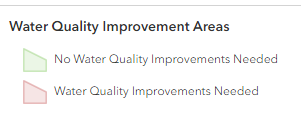 Water Quality Improvement Areas
No Water Quality Improvements Needed
Water Quality Improvements Needed